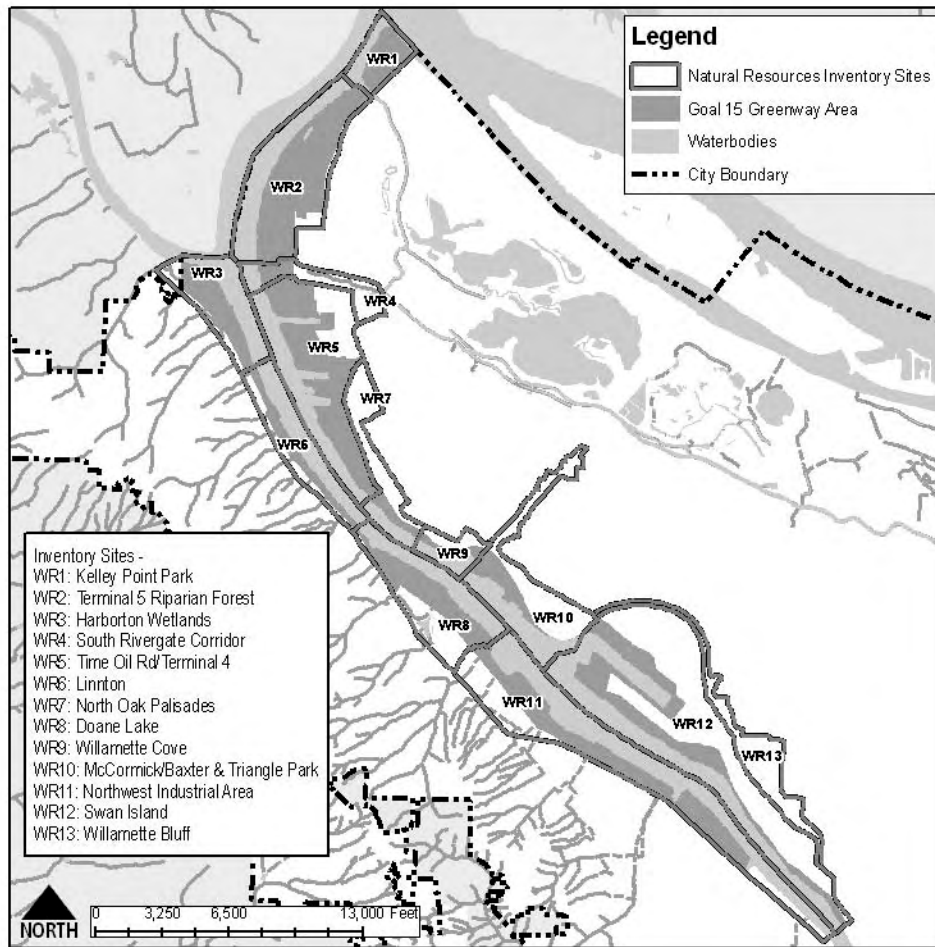 Legend
Natural Resources Inventory Sites
Goal 15 Greenway Area
Waterbodies
City Boundary
WR1
WR2
WR3
WR4
WR5
WR7
WR6
WR9
WR8
WR10
WR11
WR12
WR13
Inventory Sites -
WR1: Kelley Point Park
WR2: Terminal 5 Riparian Forest
WR3: Harborton Wetlands
WR4: South Rivergate Corridor
WR5: Time Oil Rd/Terminal 4
WR6: Linnton
WR7: North Oak Palisades
WR8: Doane Lake
WR9: Willamette Cove
WR10: McCormick/Baxter & Triangle Park
WR11: Northwest Industrial Area
WR12: Swan Island
WR13: Willamette Bluff
NORTH
0 3,250 6,500 13,000 Feet